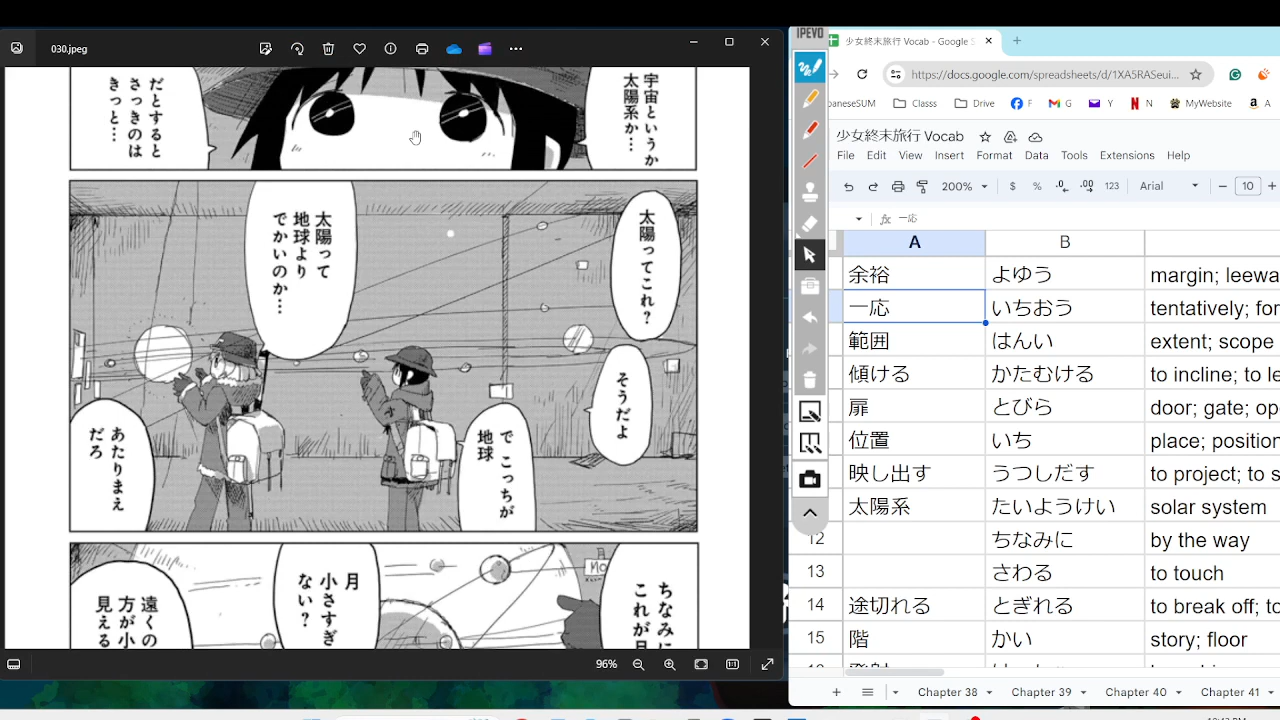 030.jpeg
宇宙というか
太陽系か…
だとすると
さっきのは
きっと…
太陽ってこれ?
そうだよ
で こっちが
地球
太陽って
地球より
でかいのか…
あたりまえ
だろ
ちなみに
これが月
月
小さすぎ
ない?
遠くの
方が小
見える
96%
IPEVO
少女終末旅行 Vocab - Google S
https://docs.google.com/spreadsheets/d/1XA5RASeui...
Classs
Drive
F
G
Y
N
MyWebsite
A
少女終末旅行 Vocab
File Edit View Insert Format Data Tools Extensions Help
200% $ % .0 .00 123 Arial 10
fx 一応
A B
余裕 よゆう margin; leewa
一応 いちおう tentatively; for
範囲 はんい extent; scope
傾ける かたむける to incline; to le
扉 とびら door; gate; op
位置 いち place; position
映し出す うつしだす to project; to s
太陽系 たいようけい solar system
12 ちなみに by the way
13 さわる to touch
14 途切れる とぎれる to break off; to
15 階 かい story; floor
Chapter 38 Chapter 39 Chapter 40 Chapter 41